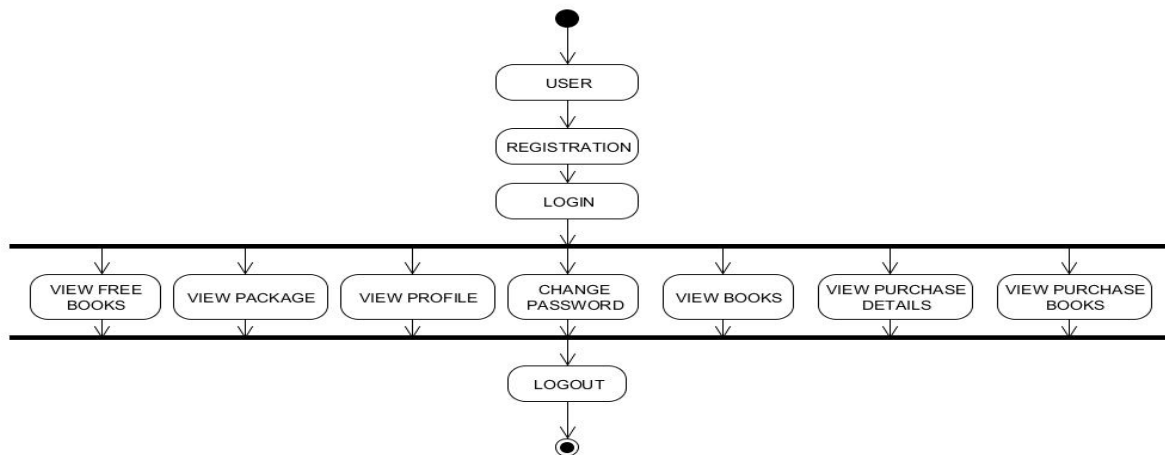 USER
REGISTRATION
LOGIN
VIEW FREE
BOOKS
VIEW PACKAGE
VIEW PROFILE
CHANGE
PASSWORD
VIEW BOOKS
VIEW PURCHASE
DETAILS
VIEW PURCHASE
BOOKS
LOGOUT